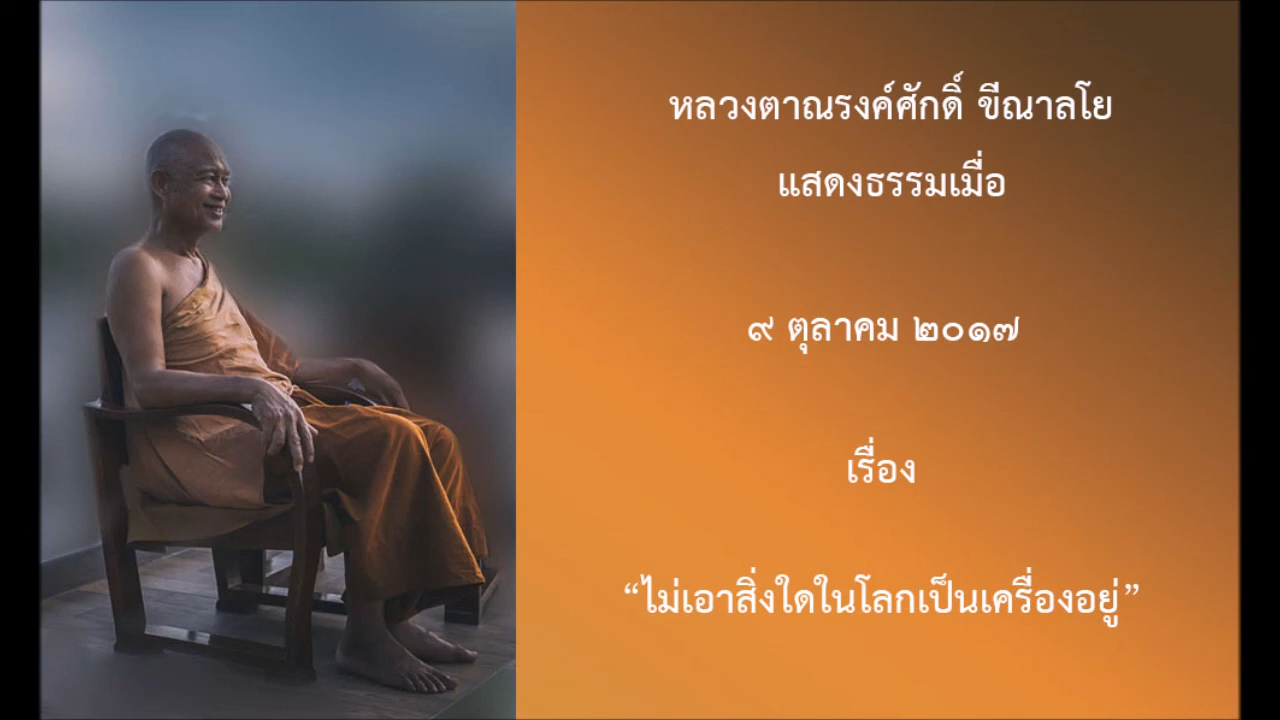 หลวงตาณรงค์ศักดิ์ ขีณาลโย
แสดงธรรมเมื่อ
๙ ตุลาคม ๒๐๑๗
เรื่อง
“ไม่เอาสิ่งใดในโลกเป็นเครื่องอยู่”